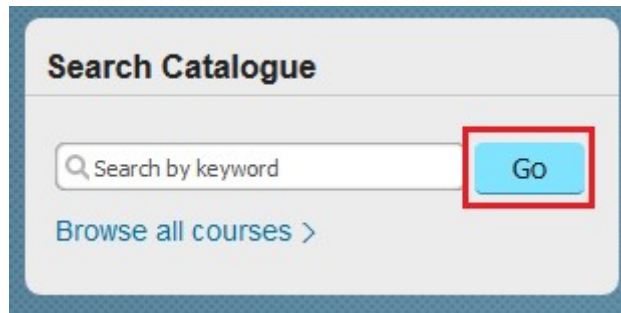 Search Catalogue
Search by keyword Go
Browse all courses >